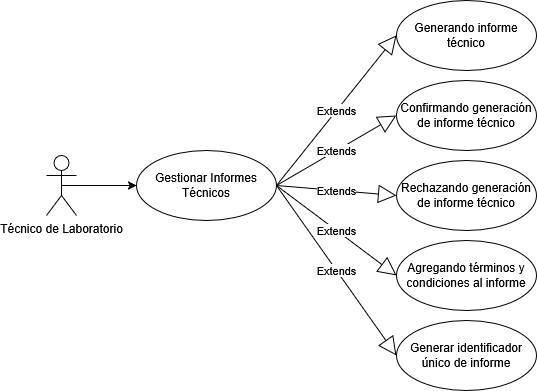 Generando informe
técnico
Extends
Confirmando generación
de informe técnico
Extends
Gestionar Informes
Técnicos
Extends
Rechazando generación
de informe técnico
Técnico de Laboratorio
Extends
Agregando términos y
condiciones al informe
Extends
Generar identificador
único de informe